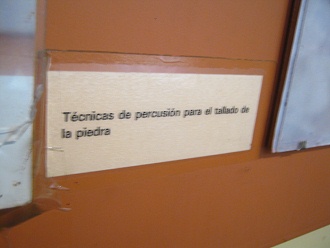 Técnicas de percusión para el tallado de
la piedra